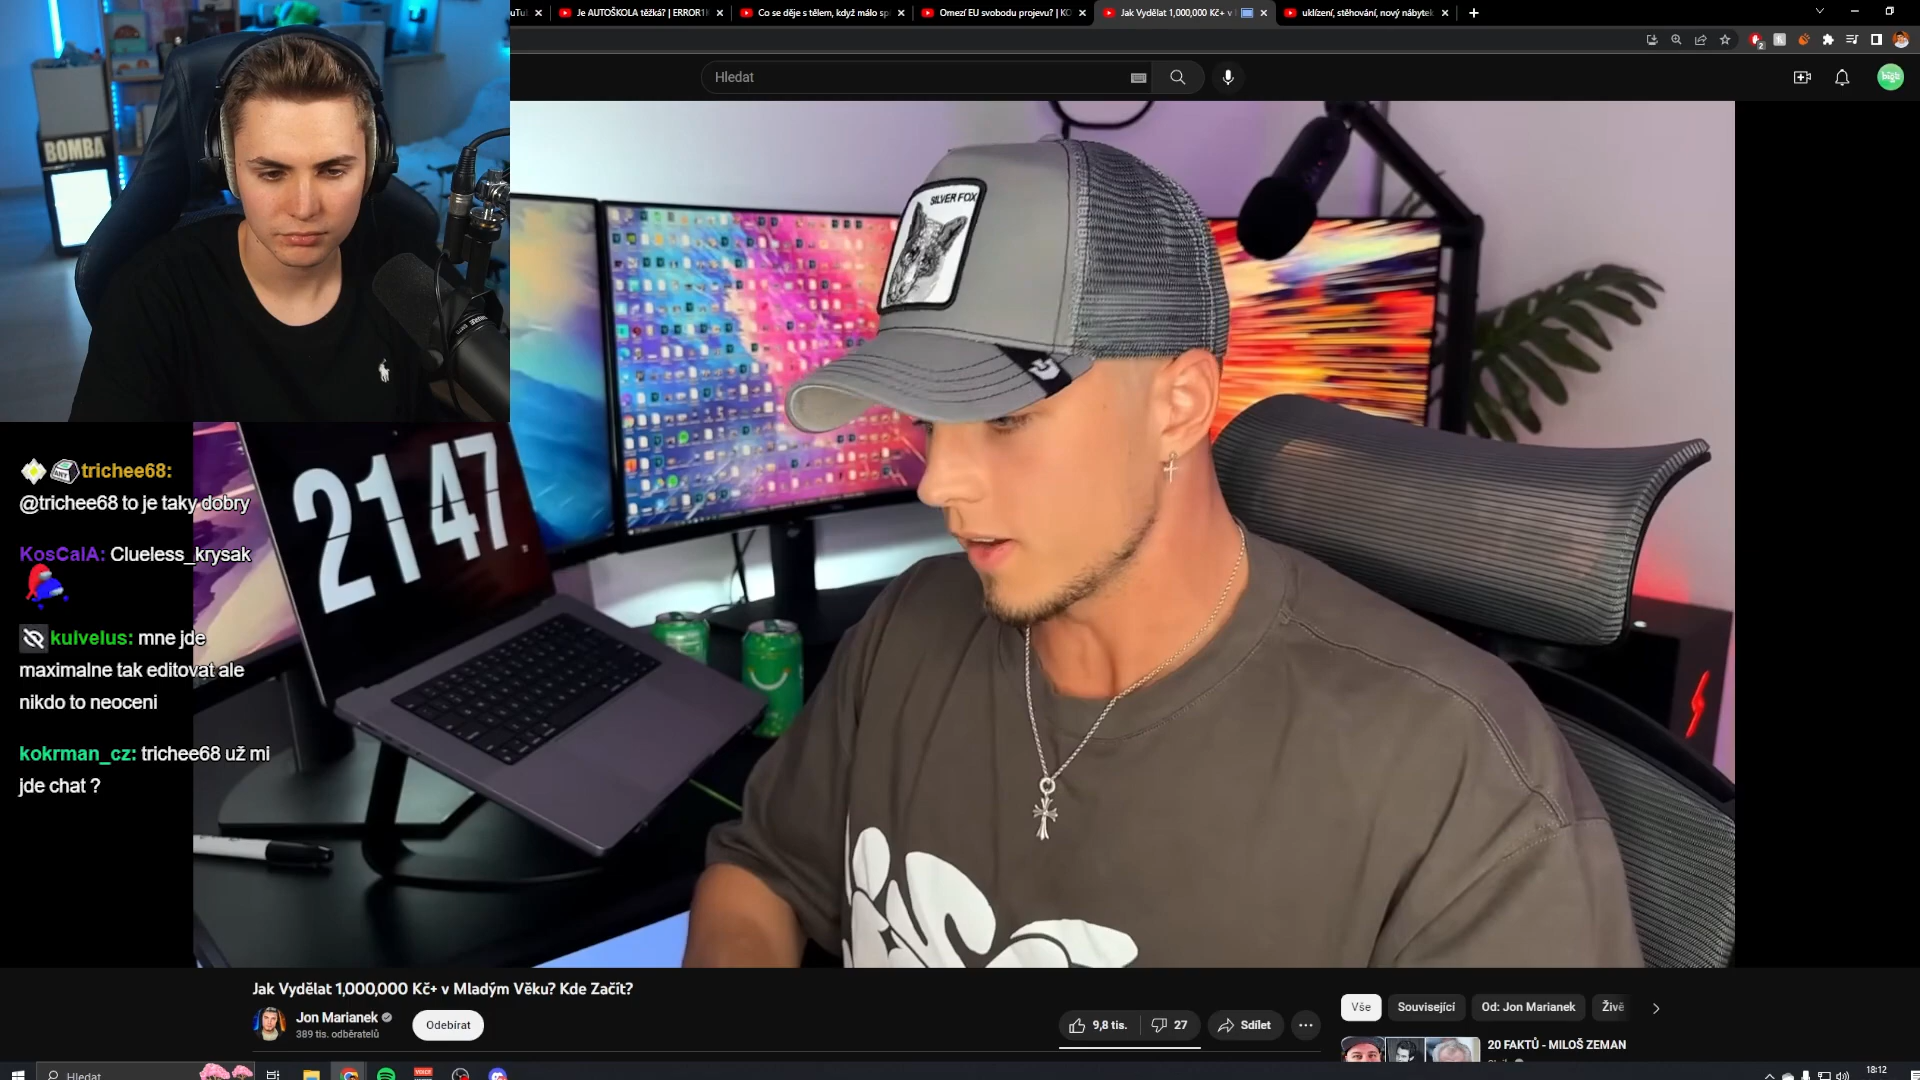 Je AUTOŠKOLA těžká? | ERROR1
Co se děje s tělem, když málo sp
Omezí EU svobodu projevu? | KO
Jak Vydělat 1,000,000 Kč+ v
uklízení, stěhování, nový nábytek
Hledat
BOMBA
SILVER FOX
21 47
trichee68:
@trichee68 to je taky dobry
KosCalA: Clueless_krysak
kulvelus: mne jde
maximalne tak editovat ale
nikdo to neoceni
kokrman_cz: trichee68 už mi
jde chat ?
Jak Vydělat 1,000,000 Kč+ v Mladým Věku? Kde Začít?
Jon Marianek
389 tis. odběratelů
Odebírat
9,8 tis.
27
Sdílet
Vše
Související
Od: Jon Marianek
Živě
20 FAKTŮ - MILOŠ ZEMAN
Hledat
18:12